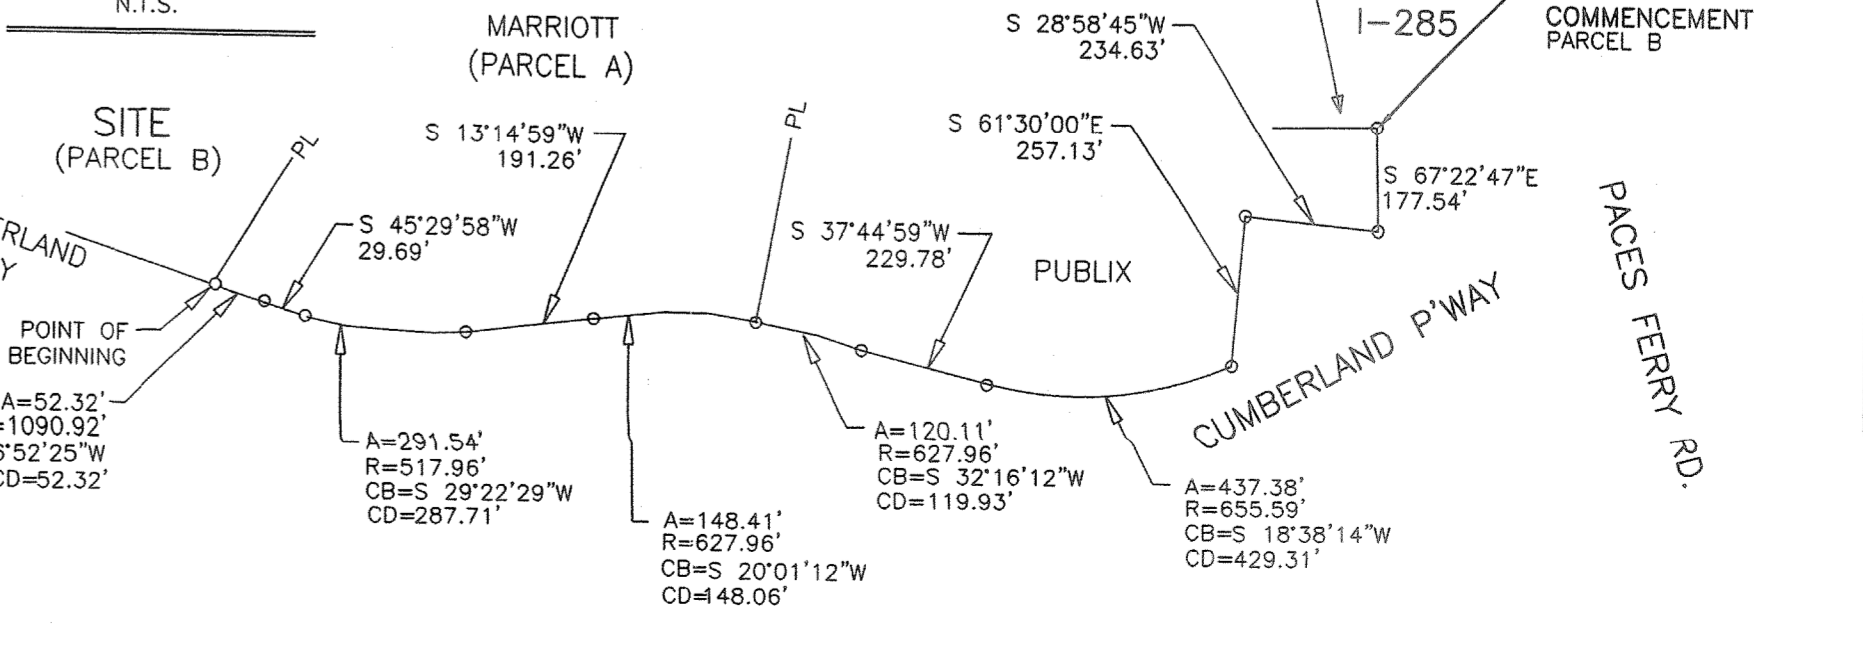 N.T.S.
MARRIOTT
(PARCEL A)
S 28°58'45"W
234.63'
I-285
COMMENCEMENT
PARCEL B
SITE
(PARCEL B)
PL
S 13°14'59"W
191.26'
PL
S 61°30'00"E
257.13'
S 67°22'47"E
177.54'
PACES FERRY RD.
ERLAND
Y
S 45°29'58"W
29.69'
S 37°44'59"W
229.78'
PUBLIX
CUMBERLAND P'WAY
POINT OF
BEGINNING
A=52.32'
=1090.92'
6°52'25"W
CD=52.32'
A=291.54'
R=517.96'
CB=S 29°22'29"W
CD=287.71'
A=148.41'
R=627.96'
CB=S 20°01'12"W
CD=148.06'
A=120.11'
R=627.96'
CB=S 32°16'12"W
CD=119.93'
A=437.38'
R=655.59'
CB=S 18°38'14"W
CD=429.31'